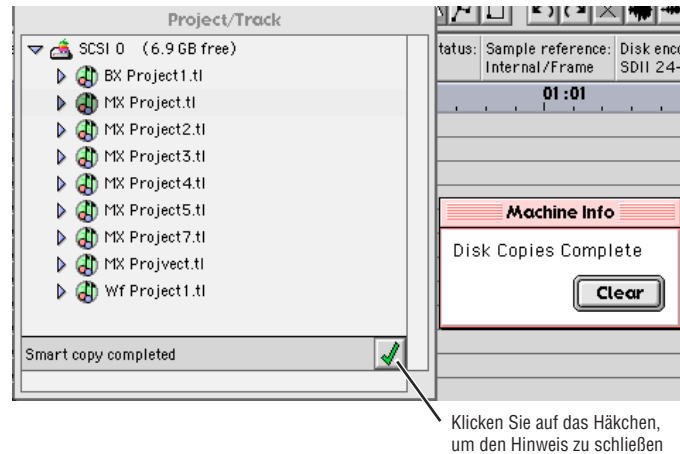 Project/Track
SCSI 0 (6.9 GB free)
BX Project1.tl
MX Project.tl
MX Project2.tl
MX Project3.tl
MX Project4.tl
MX Project5.tl
MX Project7.tl
MX Projvect.tl
Wf Project1.tl
Smart copy completed
tatus:
Sample reference:
Internal/Frame
Disk enco
SDII 24-
01:01
Machine Info
Disk Copies Complete
Clear
Klicken Sie auf das Häkchen,
um den Hinweis zu schließen